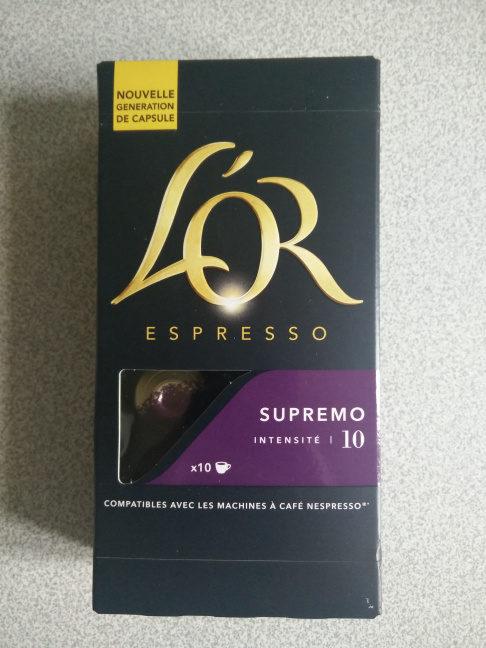 NOUVELLE
GENERATION
DE CAPSULE
L'OR
ESPRESSO
SUPREMO
INTENSITÉ | 10
x10
COMPATIBLES AVEC LES MACHINES À CAFÉ NESPRESSO®*